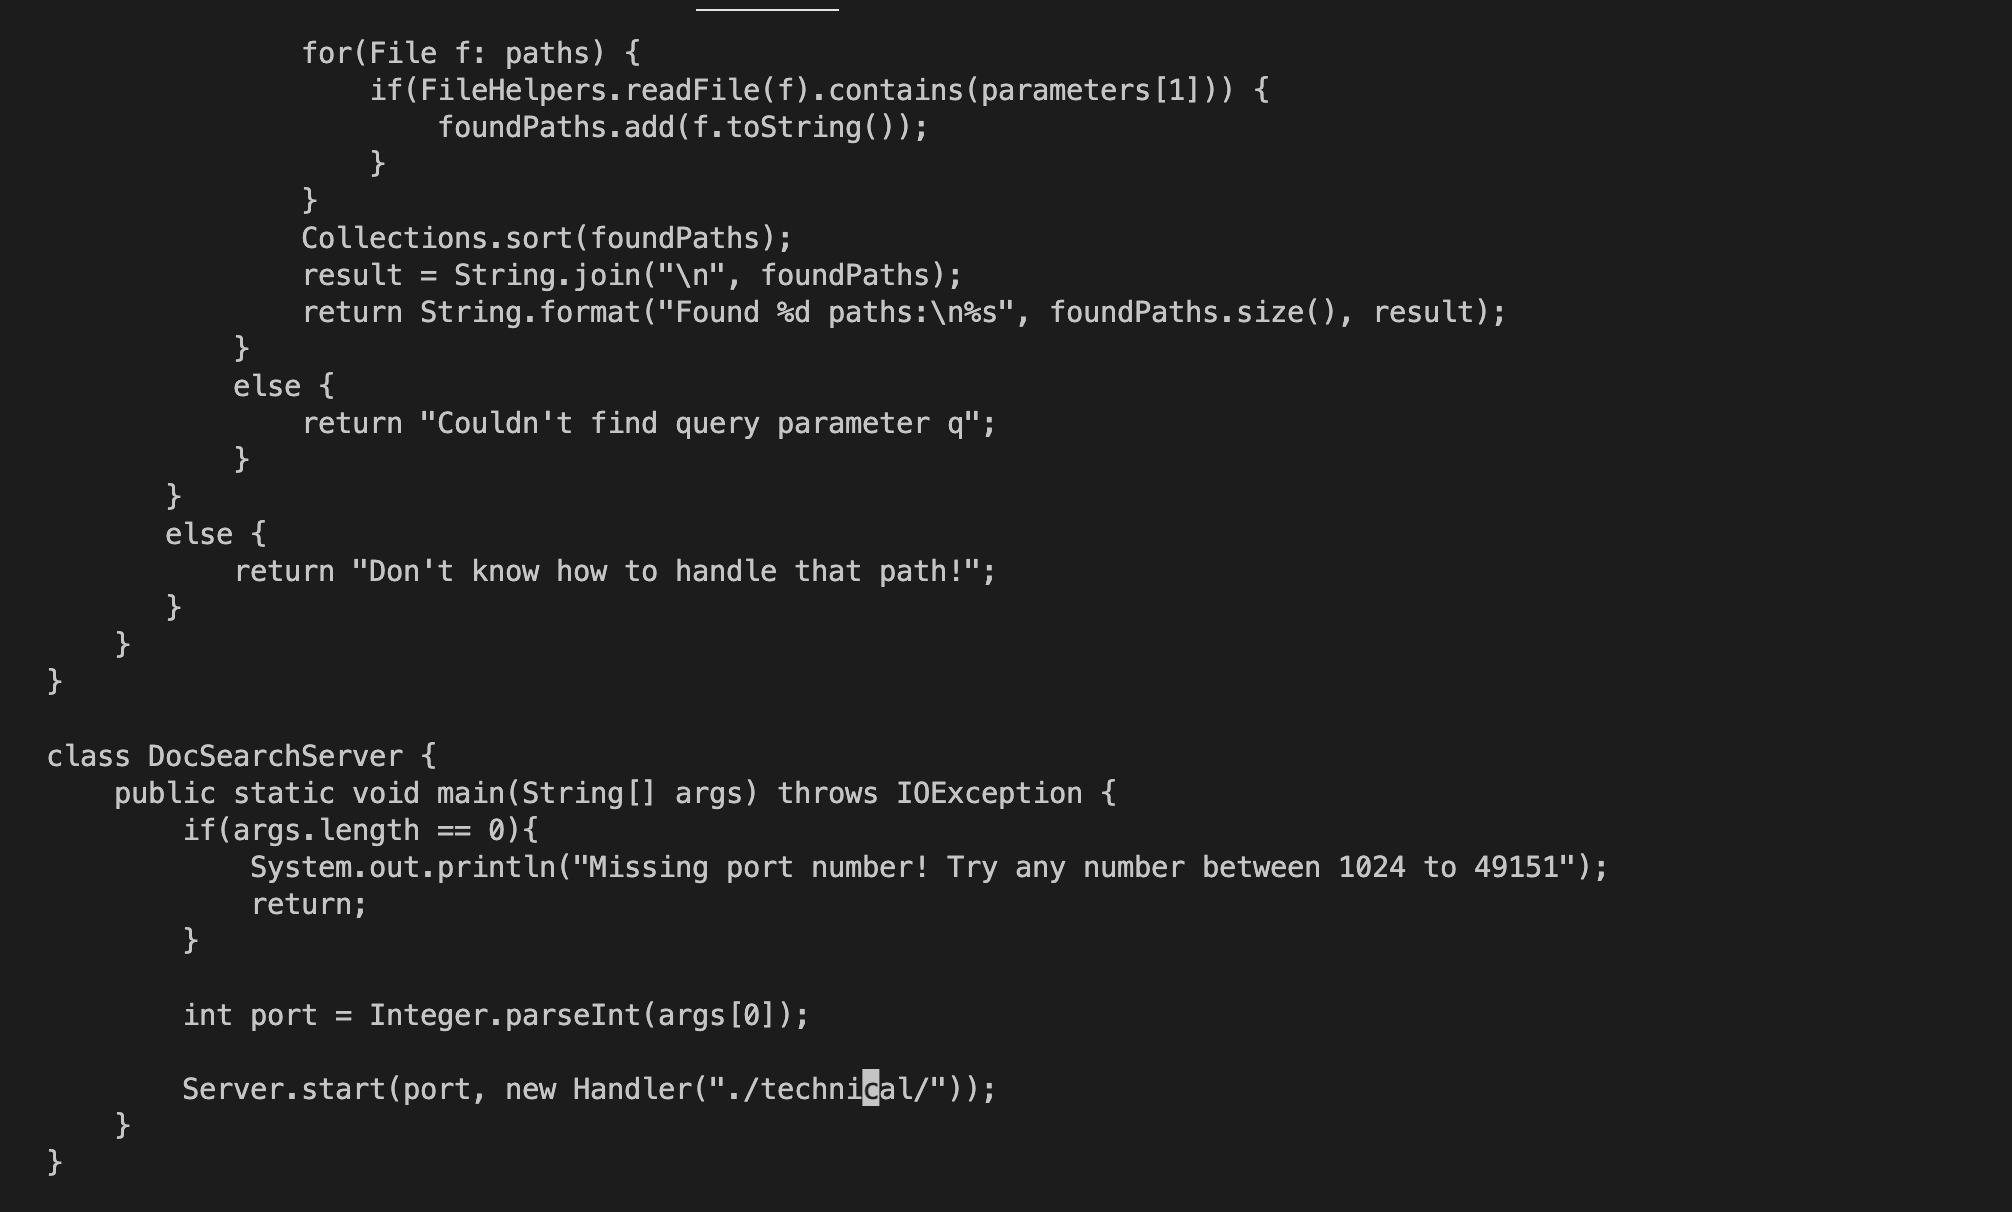 for(File f: paths) {
if(FileHelpers.readFile(f).contains(parameters[1])) {
foundPaths.add(f.toString());
}
}
Collections.sort(foundPaths);
result = String.join("\n", foundPaths);
return String.format("Found %d paths:\n%s", foundPaths.size(), result);
}
else {
return "Couldn't find query parameter q";
}
}
else {
return "Don't know how to handle that path!";
}
}
}
class DocSearchServer {
public static void main(String[] args) throws IOException {
if(args.length == 0){
System.out.println("Missing port number! Try any number between 1024 to 49151");
return;
}
int port = Integer.parseInt(args[0]);
Server.start(port, new Handler("./technical/"));
}
}